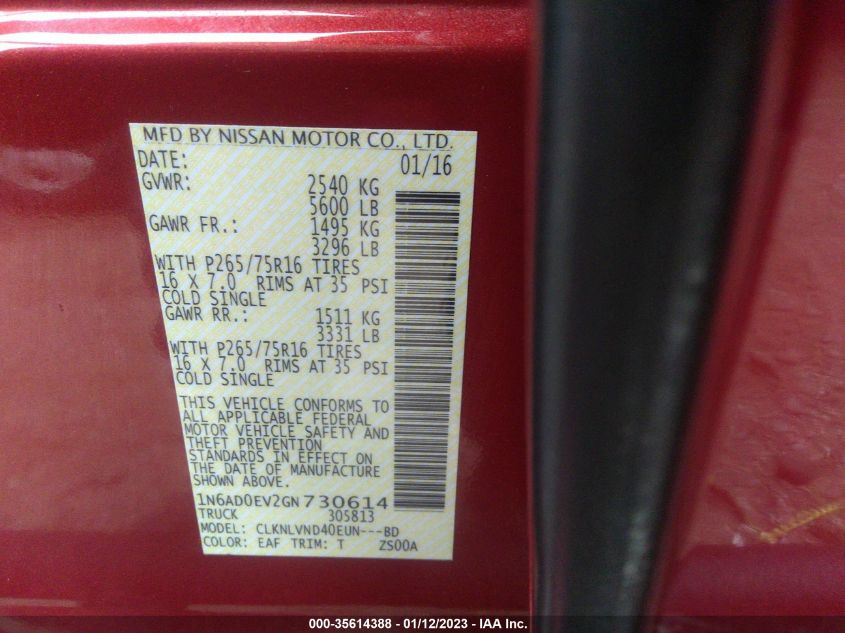 MFD BY NISSAN MOTOR CO., LTD.
DATE: 01/16
GVWR: 2540 KG
5600 LB
GAWR FR.: 1495 KG
3296 LB
WITH P265/75R16 TIRES
16 X 7.0 RIMS AT 35 PSI
COLD SINGLE
GAWR RR.: 1511 KG
3331 LB
WITH P265/75R16 TIRES
16 X 7.0 RIMS AT 35 PSI
COLD SINGLE
THIS VEHICLE CONFORMS TO
ALL APPLICABLE FEDERAL
MOTOR VEHICLE SAFETY AND
THEFT PREVENTION
STANDARDS IN EFFECT ON
THE DATE OF MANUFACTURE
SHOWN ABOVE.
1N6AD0EV2GN730614
TRUCK 305813
MODEL: CLKNLVND40EUN---BD
COLOR: EAF TRIM: T ZS00A
000-35614388 - 01/12/2023 - IAA Inc.